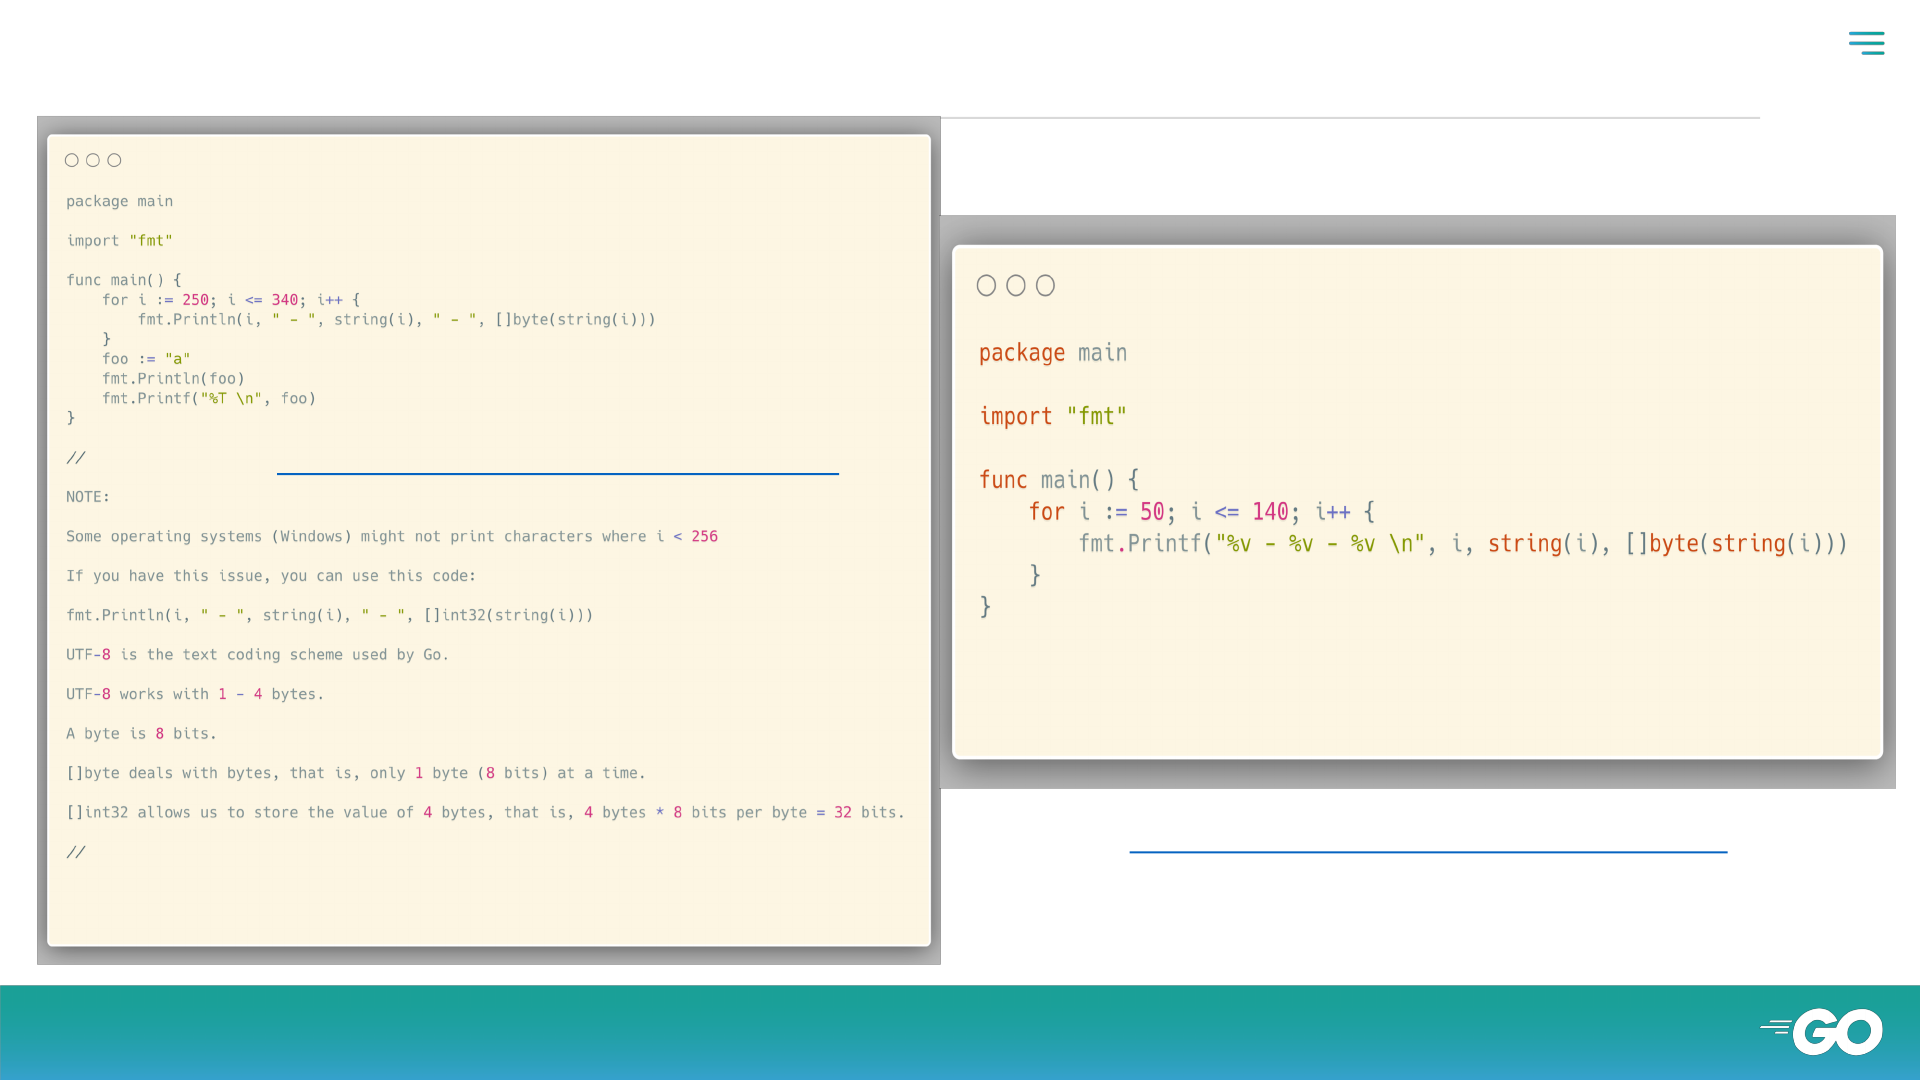 package main
import "fmt"
func main() {
    for i := 250; i <= 340; i++ {
        fmt.Println(i, " - ", string(i), " - ", []byte(string(i)))
    }
    foo := "a"
    fmt.Println(foo)
    fmt.Printf("%T \n", foo)
}
//
NOTE:
Some operating systems (Windows) might not print characters where i < 256
If you have this issue, you can use this code:
fmt.Println(i, " - ", string(i), " - ", []int32(string(i)))
UTF-8 is the text coding scheme used by Go.
UTF-8 works with 1 - 4 bytes.
A byte is 8 bits.
[]byte deals with bytes, that is, only 1 byte (8 bits) at a time.
[]int32 allows us to store the value of 4 bytes, that is, 4 bytes * 8 bits per byte = 32 bits.
//
package main
import "fmt"
func main() {
    for i := 50; i <= 140; i++ {
        fmt.Printf("%v - %v - %v \n", i, string(i), []byte(string(i)))
    }
}
GO